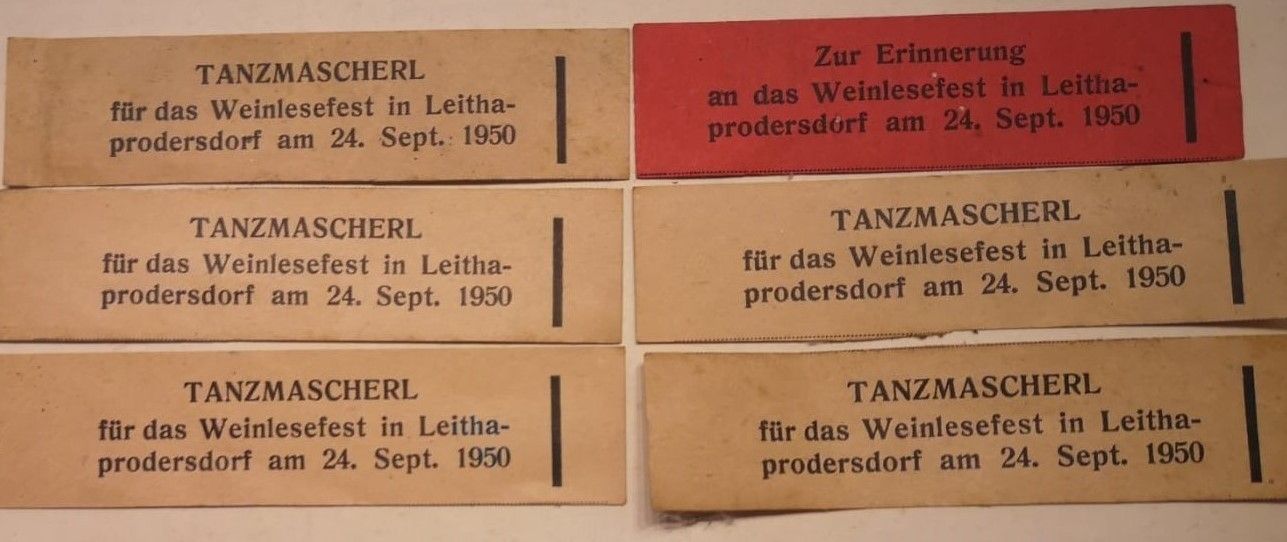 TANZMASCHERL
für das Weinlesefest in Leitha-
prodersdorf am 24. Sept. 1950
Zur Erinnerung
an das Weinlesefest in Leitha-
prodersdorf am 24. Sept. 1950
TANZMASCHERL
für das Weinlesefest in Leitha-
prodersdorf am 24. Sept. 1950
TANZMASCHERL
für das Weinlesefest in Leitha-
prodersdorf am 24. Sept. 1950
TANZMASCHERL
für das Weinlesefest in Leitha-
prodersdorf am 24. Sept. 1950
TANZMASCHERL
für das Weinlesefest in Leitha-
prodersdorf am 24. Sept. 1950